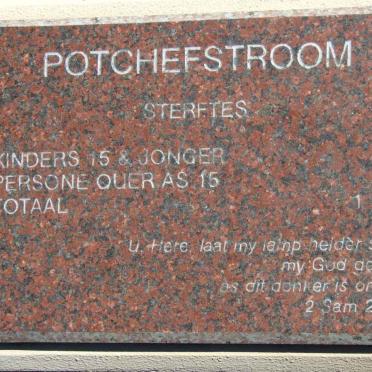 POTCHEFSTROOM
STERFTES
KINDERS 15 & JONGER
PERSONE OUER AS 15
TOTAAL 1
U, Here, laat my lamp helder s
my God
as dit donker is
2 Sam 2